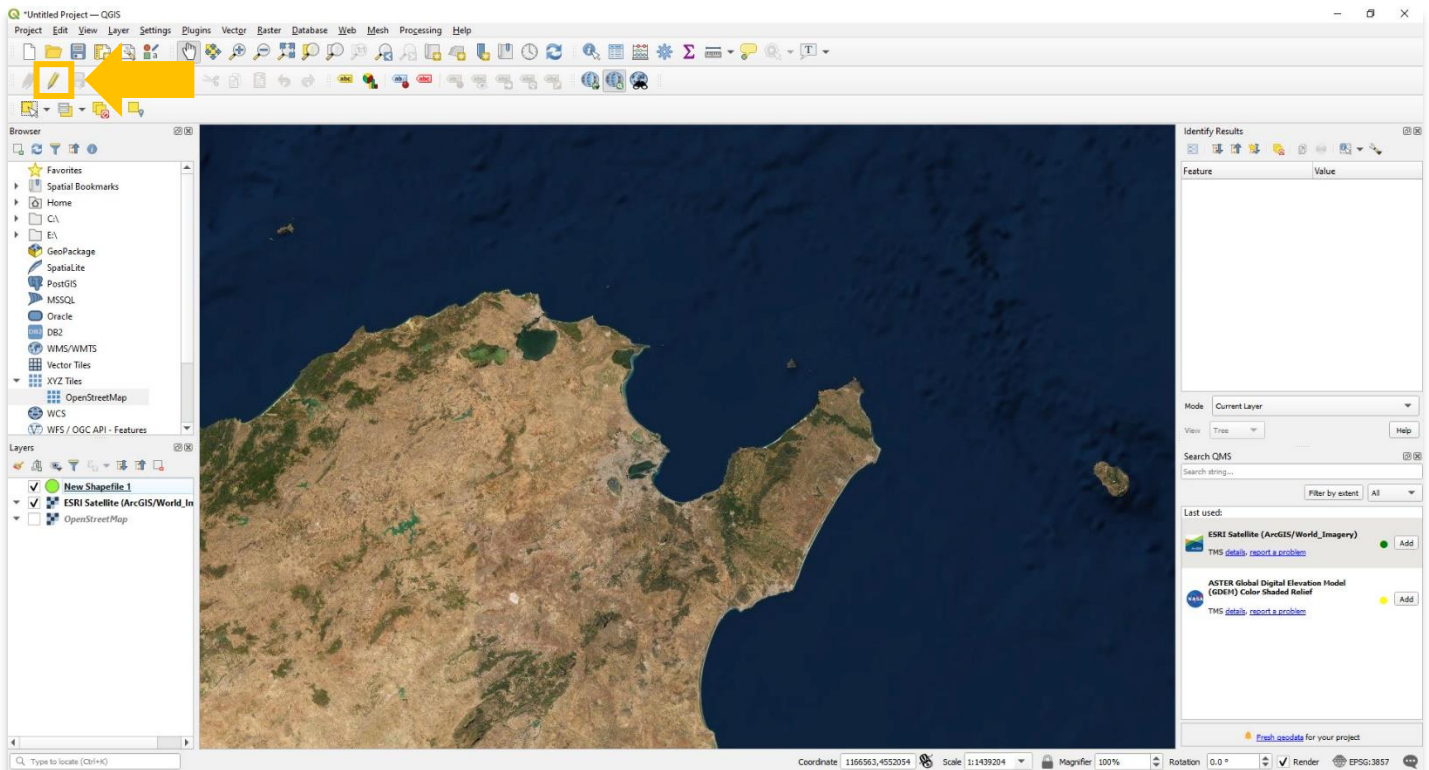 *Untitled Project — QGIS
Project Edit View Layer Settings Plugins Vector Raster Database Web Mesh Processing Help
Browser
Favorites
Spatial Bookmarks
Home
C:\
E:\
GeoPackage
SpatiaLite
PostGIS
MSSQL
Oracle
DB2
WMS/WMTS
Vector Tiles
XYZ Tiles
OpenStreetMap
WCS
WFS / OGC API - Features
Layers
New Shapefile 1
ESRI Satellite (ArcGIS/World_In
OpenStreetMap
Identify Results
Feature Value
Mode Current Layer
View Tree Help
Search QMS
Search string...
Filter by extent All
Last used:
ESRI Satellite (ArcGIS/World_Imagery)
TMS details, report a problem
Add
ASTER Global Digital Elevation Model
(GDEM) Color Shaded Relief
TMS details, report a problem
Add
Fresh geodata for your project
Type to locate (Ctrl+K) Coordinate 1166563,4552054 Scale 1:1439204 Magnifier 100% Rotation 0.0 ° Render EPSG:3857